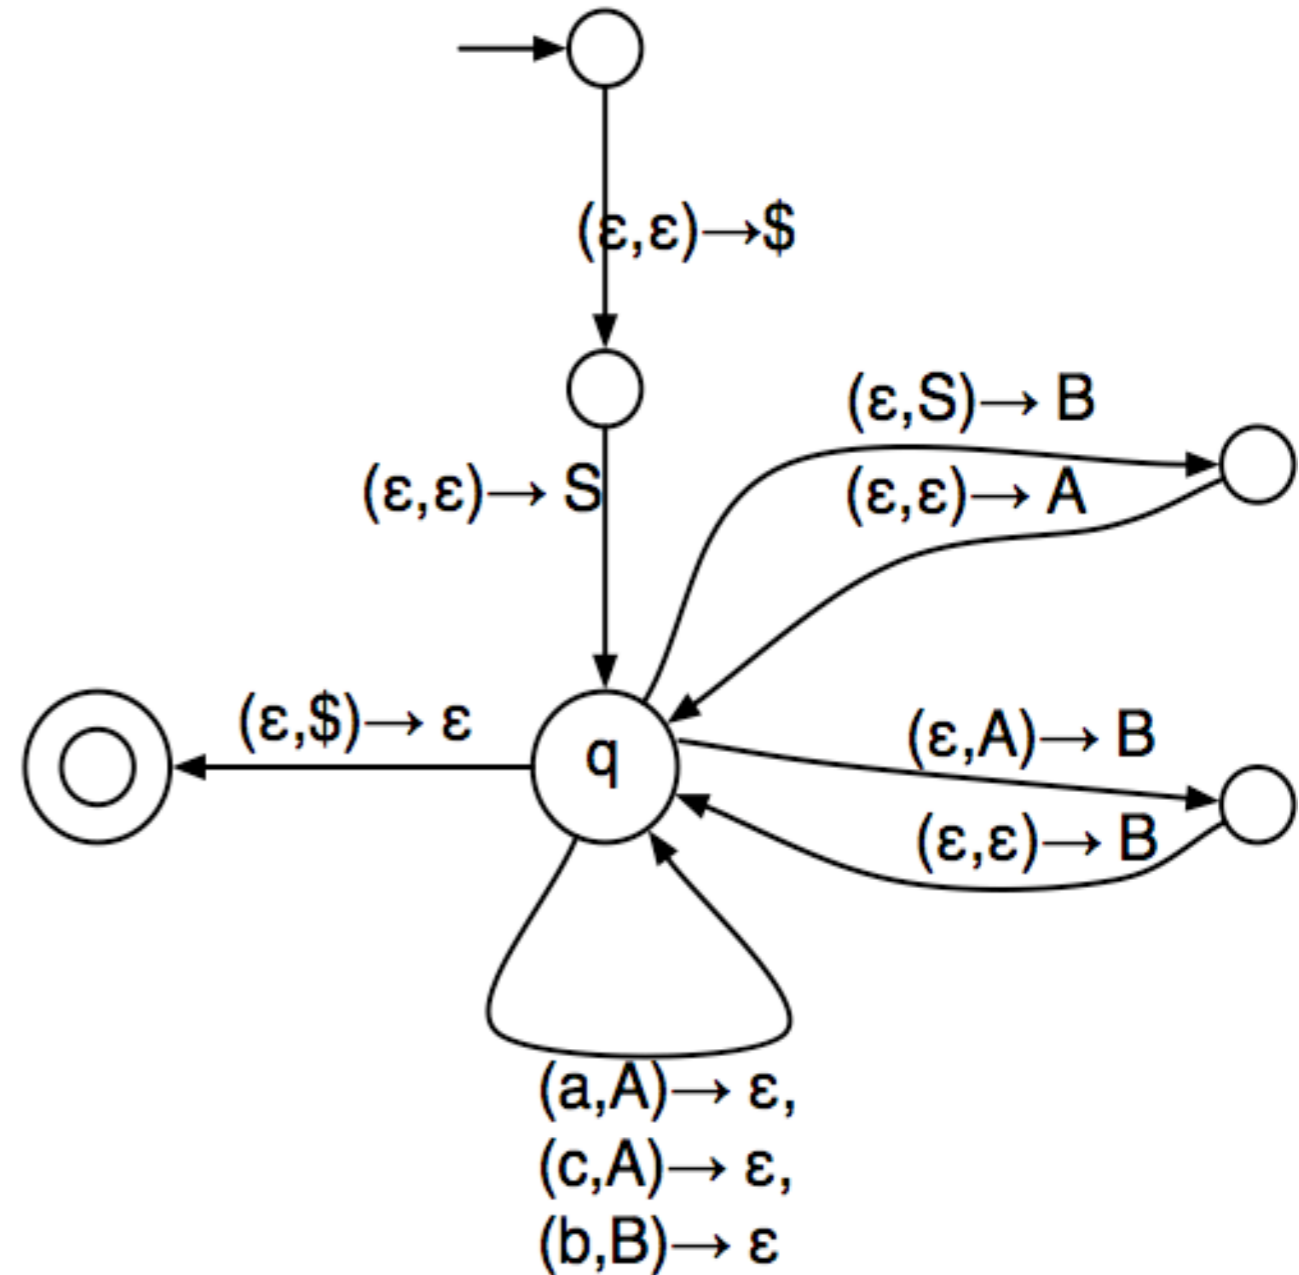 (ε,ε)→$
(ε,S)→ B
(ε,ε)→ S
(ε,ε)→ A
(ε,$)→ ε
q
(ε,A)→ B
(ε,ε)→ B
(a,A)→ ε,
(c,A)→ ε,
(b,B)→ ε